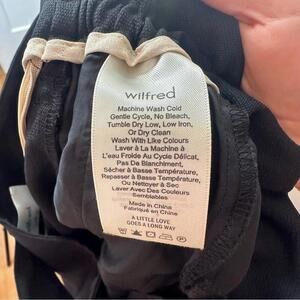 wilfred
Machine Wash Cold
Gentle Cycle, No Bleach,
Tumble Dry Low, Low Iron,
Or Dry Clean
Wash With Like Colours
Laver à La Machine à
L'eau Froide Au Cycle Délicat,
Pas De Blanchiment,
Sécher à Basse Température,
Repasser à Basse Température,
Ou Nettoyer à Sec
Laver Avec Des Couleurs
Semblables
Made in China
Fabriqué en Chine
A LITTLE LOVE
GOES A LONG WAY